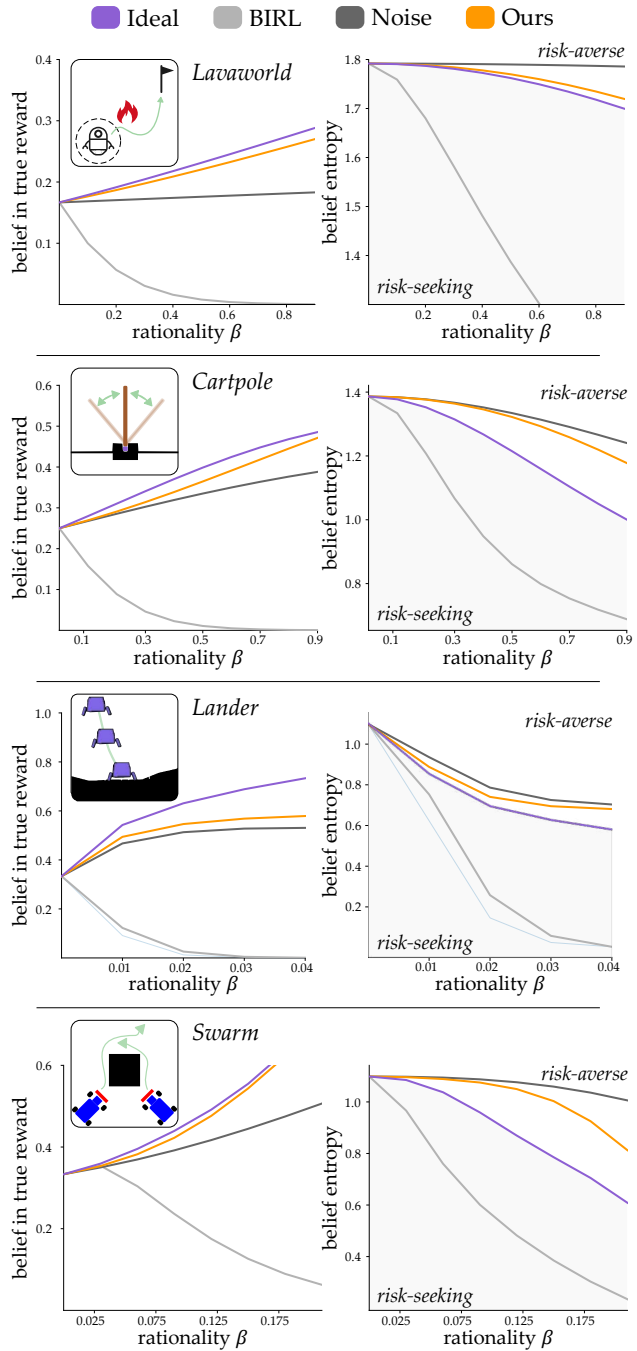 Ideal BIRL Noise Ours
Lavaworld
belief in true reward
0.4
0.3
0.2
0.1
0.2 0.4 0.6 0.8
rationality β
risk-averse
belief entropy
1.8
1.7
1.6
1.5
1.4
risk-seeking
0.2 0.4 0.6 0.8
rationality β
Cartpole
belief in true reward
0.6
0.5
0.4
0.3
0.2
0.1
0.1 0.3 0.5 0.7 0.9
rationality β
risk-averse
belief entropy
1.4
1.2
1.0
0.8
risk-seeking
0.1 0.3 0.5 0.7 0.9
rationality β
Lander
belief in true reward
1.0
0.8
0.6
0.4
0.2
0.01 0.02 0.03 0.04
rationality β
risk-averse
belief entropy
1.0
0.8
0.6
0.4
0.2
risk-seeking
0.01 0.02 0.03 0.04
rationality β
Swarm
belief in true reward
0.6
0.4
0.2
0.025 0.075 0.125 0.175
rationality β
risk-averse
belief entropy
1.0
0.8
0.6
0.4
risk-seeking
0.025 0.075 0.125 0.175
rationality β